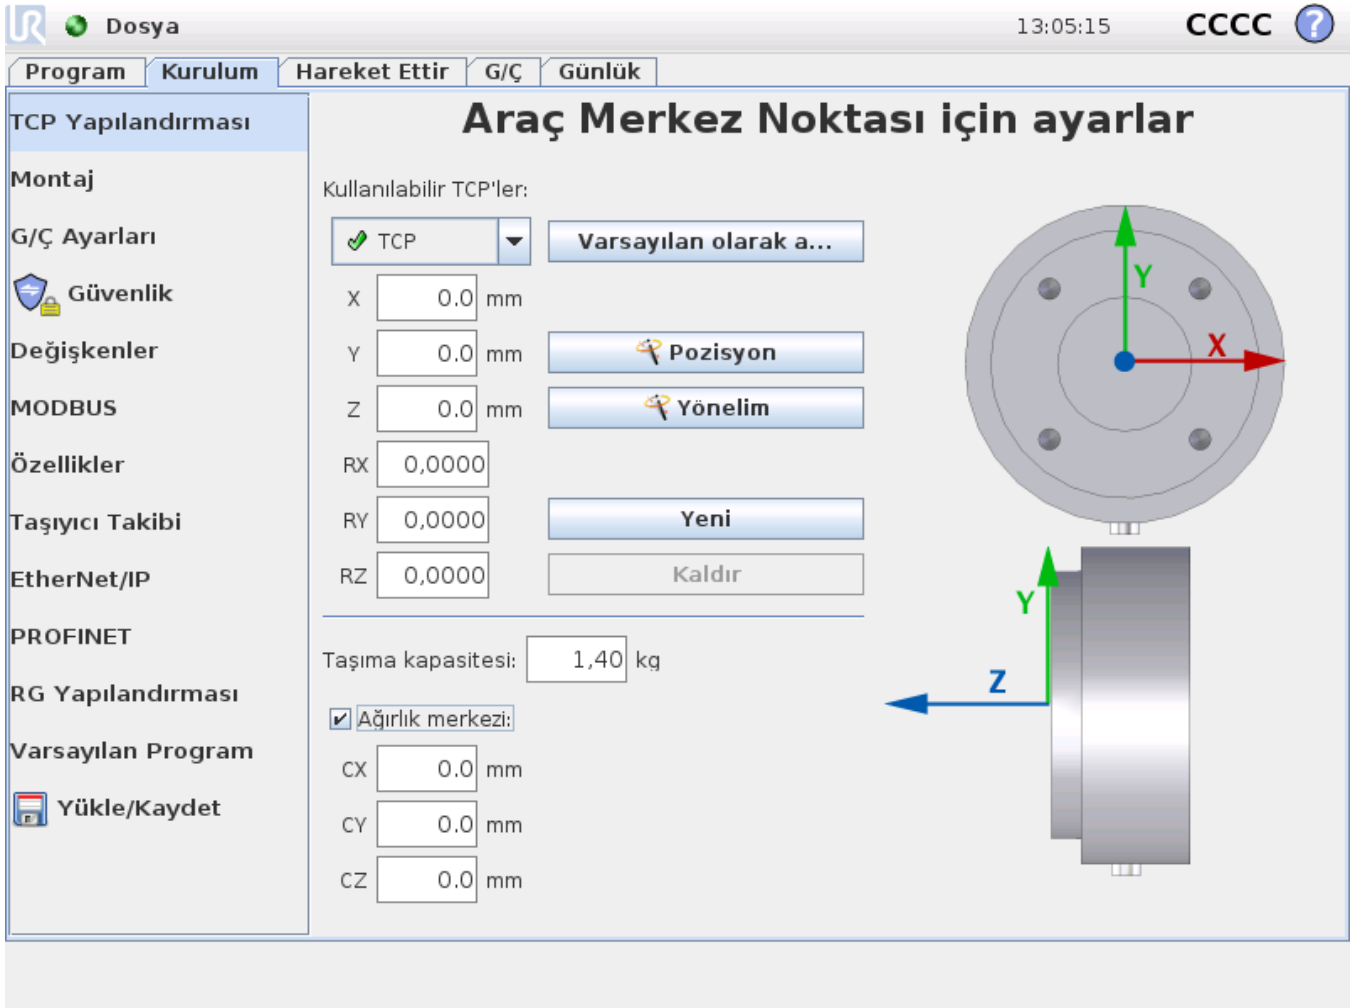 UR Dosya 13:05:15 CCCC ?
Program Kurulum Hareket Ettir G/Ç Günlük
TCP Yapılandırması
Montaj
G/Ç Ayarları
Güvenlik
Değişkenler
MODBUS
Özellikler
Taşıyıcı Takibi
EtherNet/IP
PROFINET
RG Yapılandırması
Varsayılan Program
Yükle/Kaydet
Araç Merkez Noktası için ayarlar
Kullanılabilir TCP'ler:
TCP Varsayılan olarak a...
X 0.0 mm
Y 0.0 mm Pozisyon
Z 0.0 mm Yönelim
RX 0,0000
RY 0,0000 Yeni
RZ 0,0000 Kaldır
Taşıma kapasitesi: 1,40 kg
Ağırlık merkezi:
CX 0.0 mm
CY 0.0 mm
CZ 0.0 mm
Y
X
Y
Z